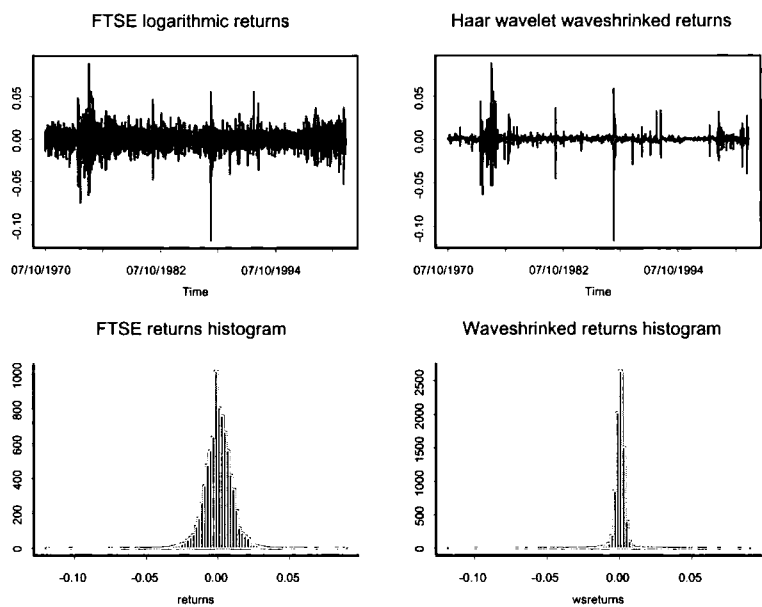 FTSE logarithmic returns
0.05
0.00
-0.05
-0.10
07/10/1970 07/10/1982 07/10/1994
Time
Haar wavelet waveshrinked returns
0.05
0.00
-0.05
-0.10
07/10/1970 07/10/1982 07/10/1994
Time
FTSE returns histogram
1000
800
600
400
200
0
-0.10 -0.05 0.00 0.05
returns
Waveshrinked returns histogram
2500
2000
1500
1000
500
0
-0.10 -0.05 0.00 0.05
wsreturns